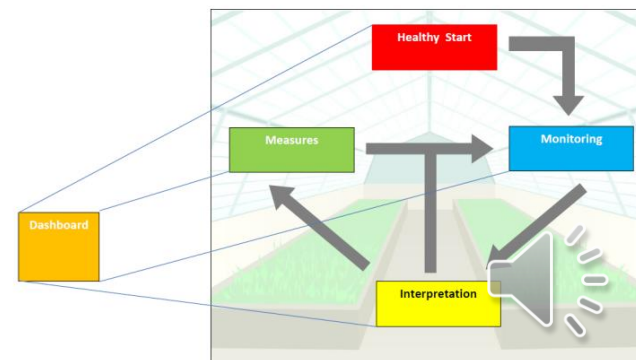 Healthy Start
Measures
Monitoring
Dashboard
Interpretation